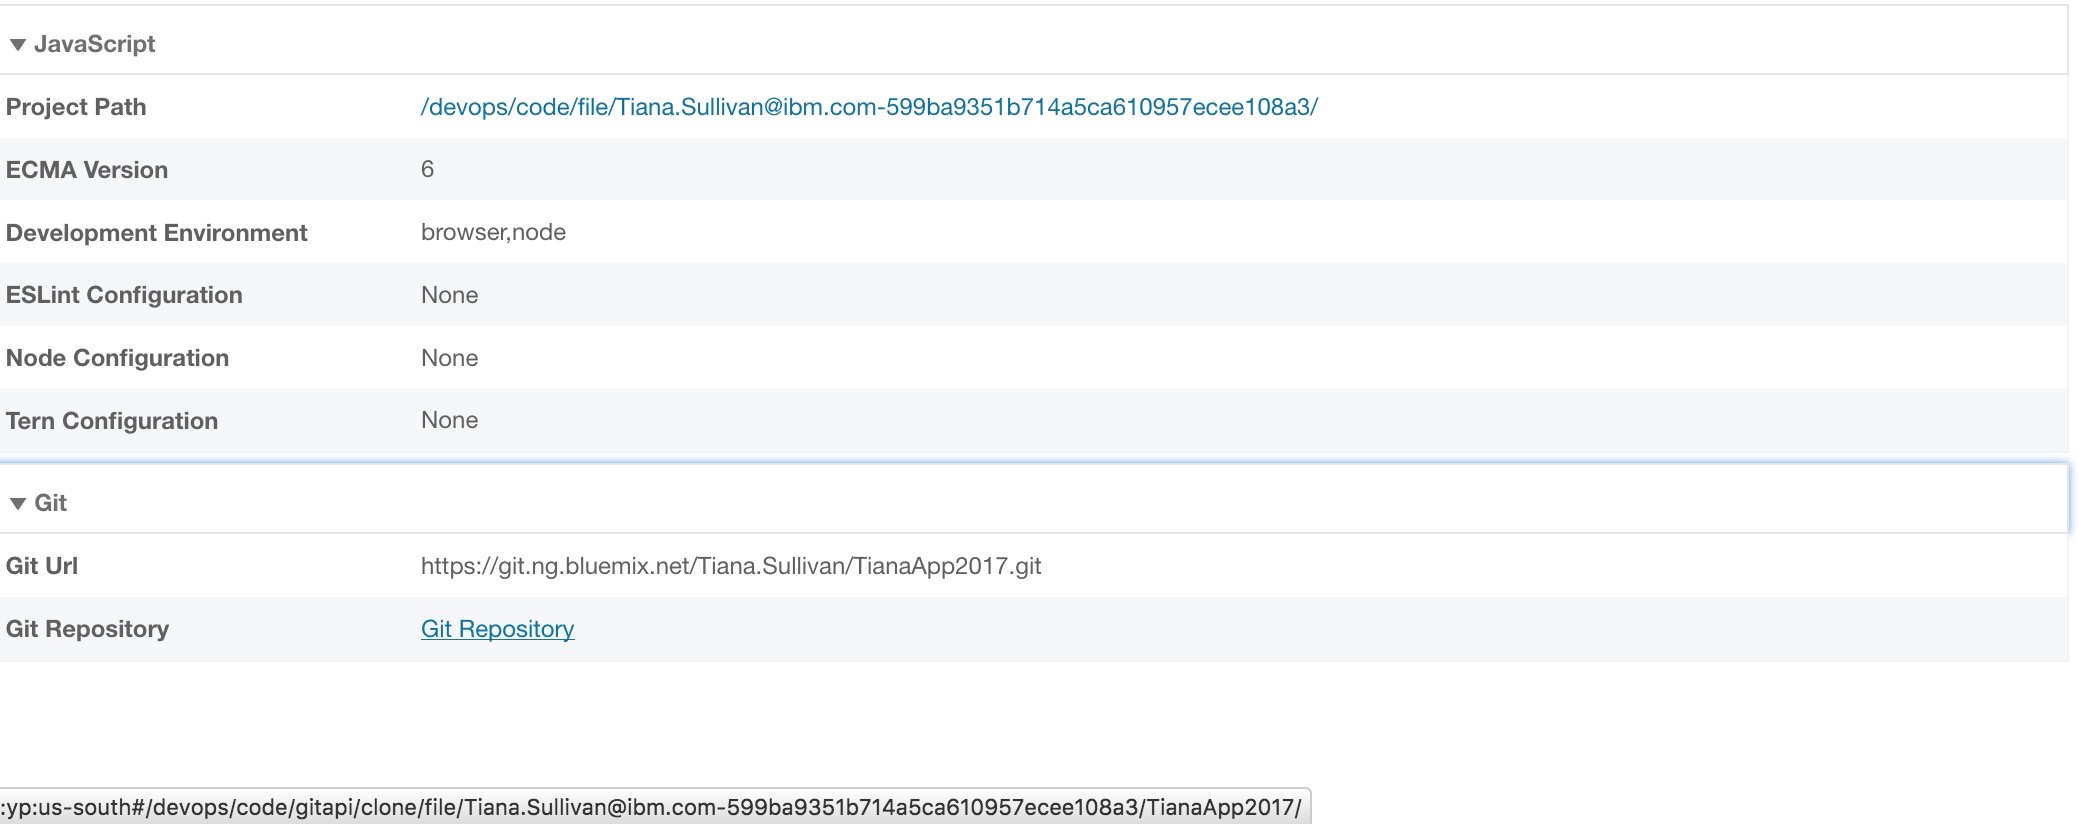 JavaScript
Project Path /devops/code/file/Tiana.Sullivan@ibm.com-599ba9351b714a5ca610957ecee108a3/
ECMA Version 6
Development Environment browser,node
ESLint Configuration None
Node Configuration None
Tern Configuration None
Git
Git Url https://git.ng.bluemix.net/Tiana.Sullivan/TianaApp2017.git
Git Repository Git Repository
:yp:us-south#/devops/code/gitapi/clone/file/Tiana.Sullivan@ibm.com-599ba9351b714a5ca610957ecee108a3/TianaApp2017/